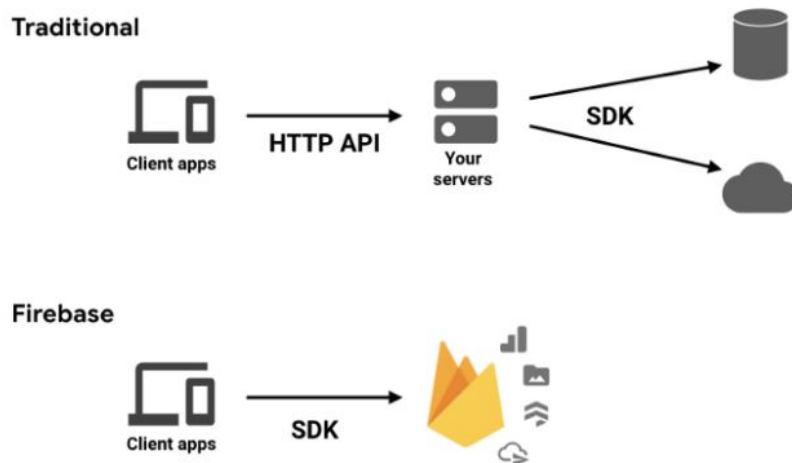 Traditional
Client apps
HTTP API
Your
servers
SDK
Firebase
Client apps
SDK